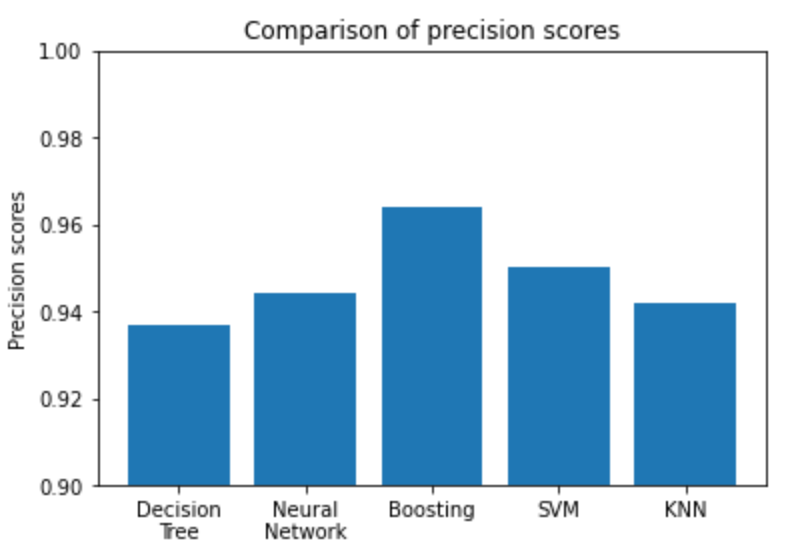 Comparison of precision scores
1.00
0.98
0.96
0.94
0.92
0.90
Precision scores
Decision
Tree
Neural
Network
Boosting
SVM
KNN